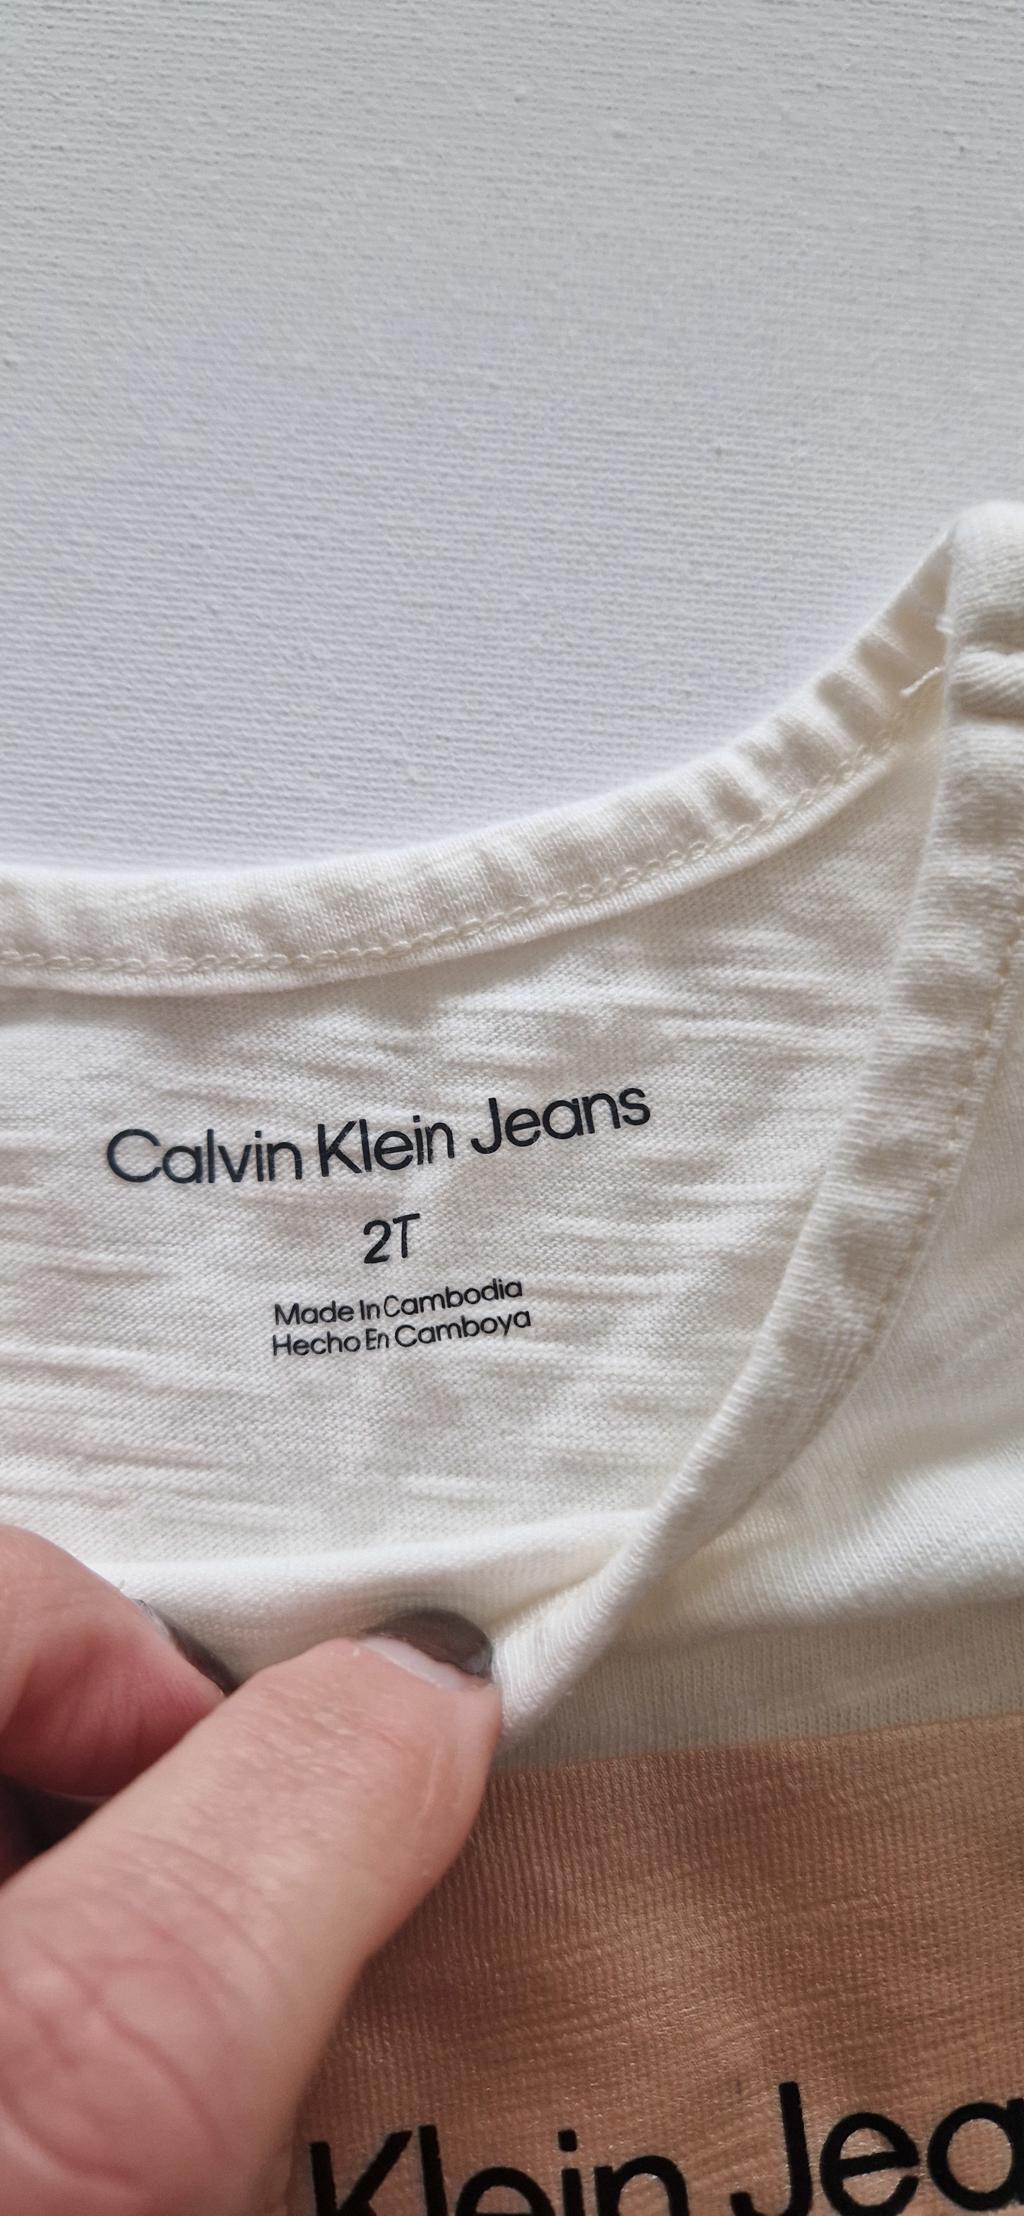 Calvin Klein Jeans
2T
Made In Cambodia
Hecho En Camboya
Klein Jea